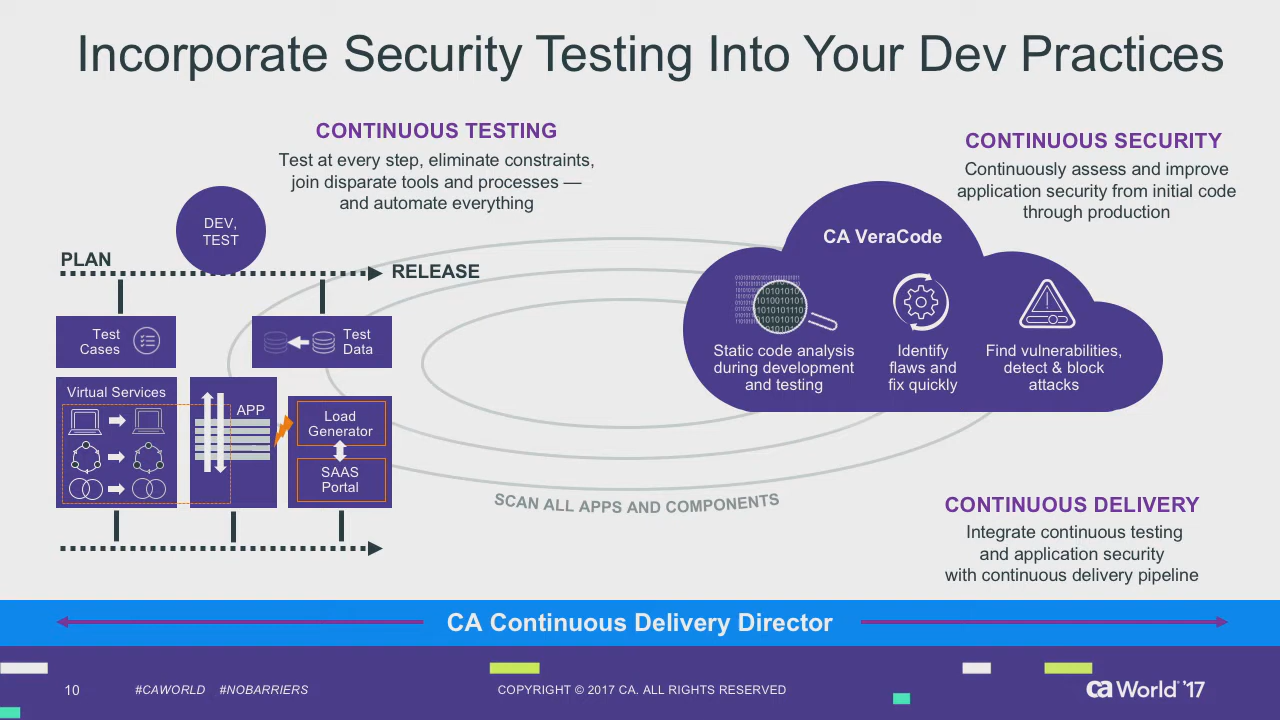 Incorporate Security Testing Into Your Dev Practices
CONTINUOUS TESTING
Test at every step, eliminate constraints,
join disparate tools and processes —
and automate everything
CONTINUOUS SECURITY
Continuously assess and improve
application security from initial code
through production
DEV,
TEST
PLAN
RELEASE
Test
Cases
Test
Data
Virtual Services
APP
Load
Generator
SAAS
Portal
CA VeraCode
Static code analysis
during development
and testing
Identify
flaws and
fix quickly
Find vulnerabilities,
detect & block
attacks
SCAN ALL APPS AND COMPONENTS
CONTINUOUS DELIVERY
Integrate continuous testing
and application security
with continuous delivery pipeline
CA Continuous Delivery Director
10
#CAWORLD #NOBARRIERS
COPYRIGHT © 2017 CA. ALL RIGHTS RESERVED
ca World '17